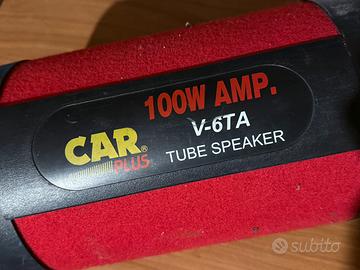 100W AMP.
V-6TA
TUBE SPEAKER
CAR®
PLUS
subito